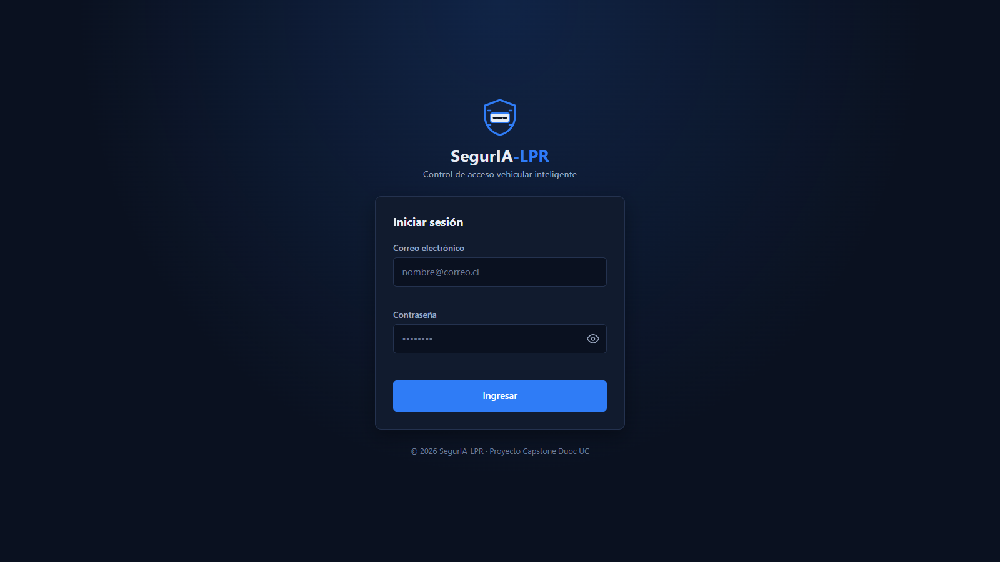 SegurIA-LPR
Control de acceso vehicular inteligente
Iniciar sesión
Correo electrónico
nombre@correo.cl
Contraseña
••••••••
Ingresar
© 2026 SegurIA-LPR · Proyecto Capstone Duoc UC